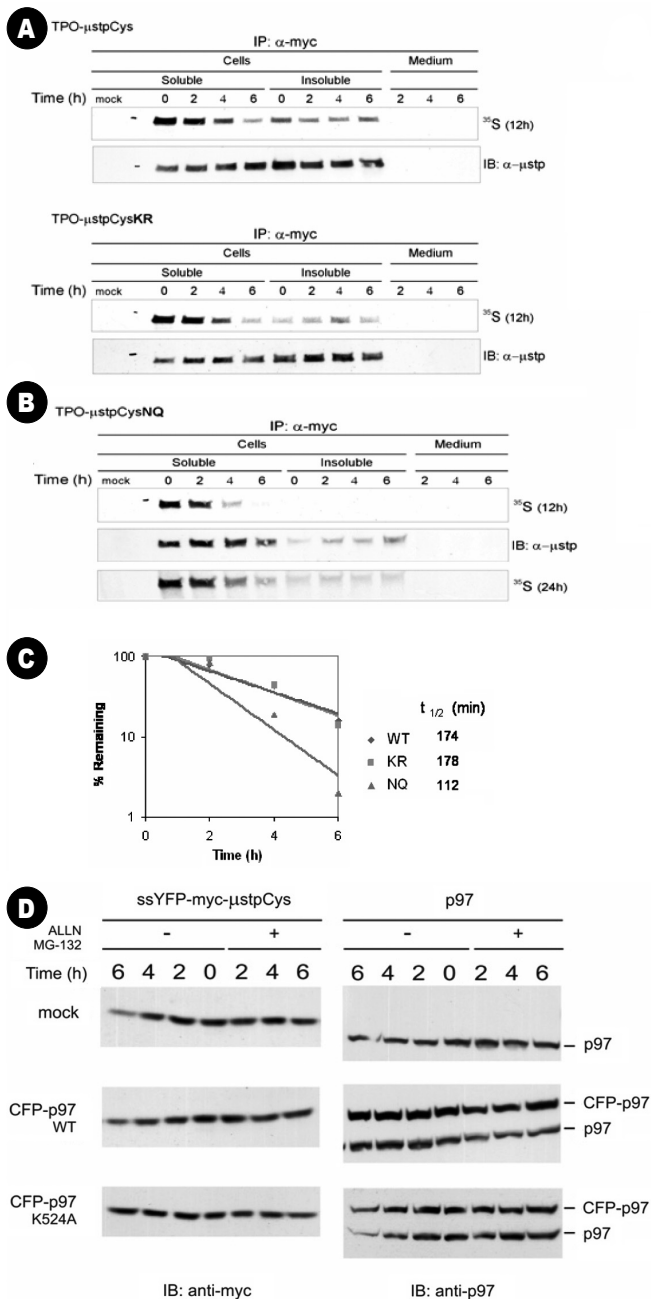 A TPO-µstpCys
IP: α-myc
Cells Medium
Soluble Insoluble
Time (h) mock 0 2 4 6 0 2 4 6 2 4 6
³⁵S (12h)
IB: α-µstp
TPO-µstpCysKR
IP: α-myc
Cells Medium
Soluble Insoluble
Time (h) mock 0 2 4 6 0 2 4 6 2 4 6
³⁵S (12h)
IB: α-µstp
B TPO-µstpCysNQ
IP: α-myc
Cells Medium
Soluble Insoluble
Time (h) mock 0 2 4 6 0 2 4 6 2 4 6
³⁵S (12h)
IB: α-µstp
³⁵S (24h)
C
% Remaining
100
10
1
0 2 4 6
Time (h)
t 1/2 (min)
WT 174
KR 178
NQ 112
D ssYFP-myc-µstpCys p97
ALLN
MG-132 - + - +
Time (h) 6 4 2 0 2 4 6 6 4 2 0 2 4 6
mock
p97
CFP-p97
WT
CFP-p97
p97
CFP-p97
K524A
CFP-p97
p97
IB: anti-myc IB: anti-p97